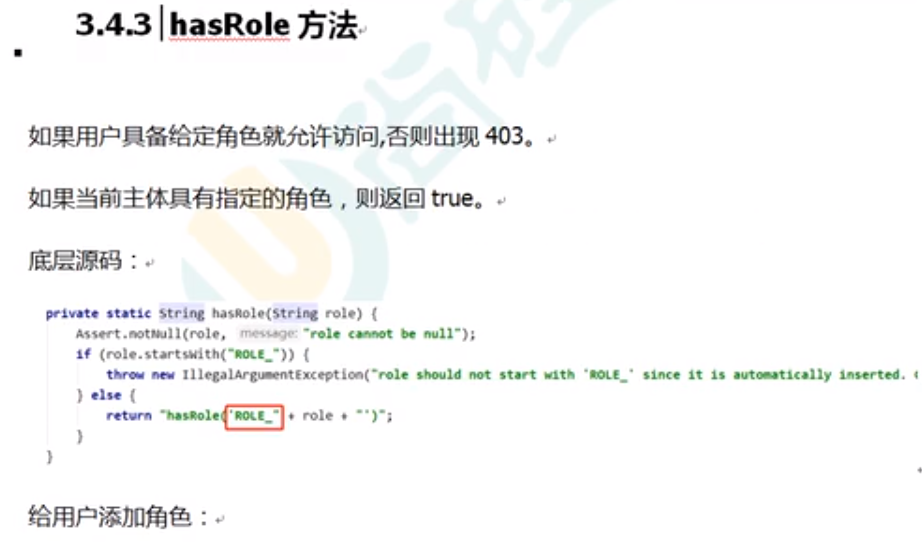 3.4.3 hasRole 方法
如果用户具备给定角色就允许访问,否则出现 403。
如果当前主体具有指定的角色，则返回 true。
底层源码：
private static String hasRole(String role) {
Assert.notNull(role, message: "role cannot be null");
if (role.startsWith("ROLE_")) {
throw new IllegalArgumentException("role should not start with 'ROLE_' since it is automatically inserted.
} else {
return "hasRole('ROLE_" + role + "')";
}
}
给用户添加角色：